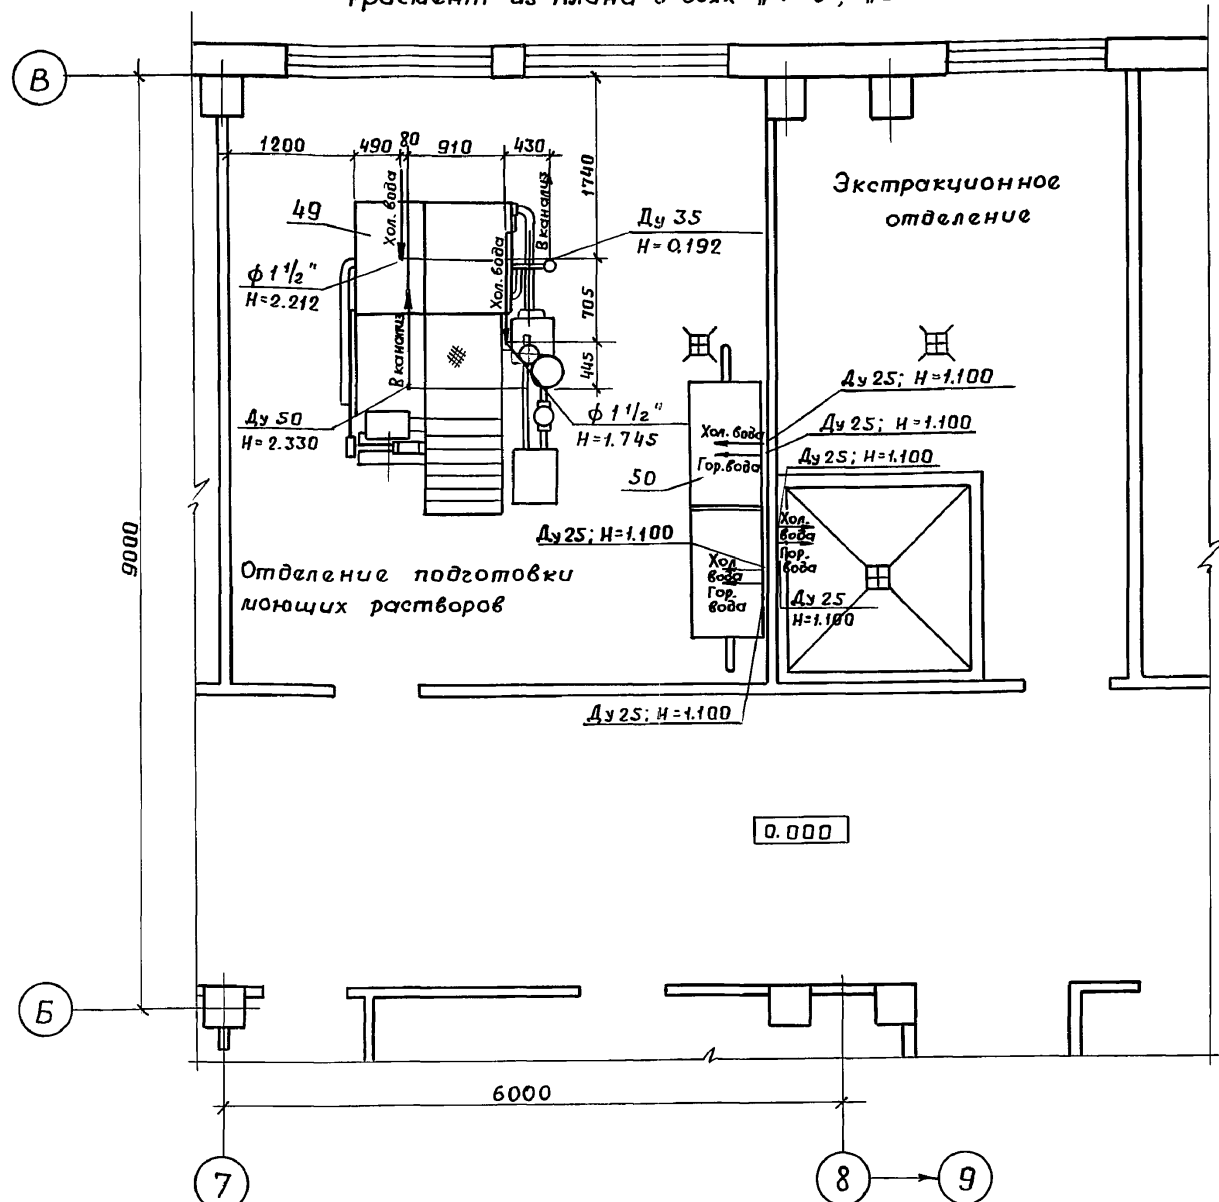 Фрагмент из плана в осях
В
1200
490
80
910
430
1740
Экстракционное
отделение
49
Хол. вода
В канализ
Ду 35
H=0.192
ф 1 1/2"
H=2.212
Хол. вода
705
В канализ
445
Ду 50
H=2.330
ф 1 1/2"
H=1.745
Ду 25; H=1.100
Ду 25; H=1.100
Ду 25; H=1.100
Хол. вода
Гор. вода
50
Ду 25; H=1.100
Хол.
вода
Гор.
вода
Хол.
вода
Гор.
вода
Ду 25
H=1.100
9000
Отделение подготовки
моющих растворов
Ду 25; H=1.100
0.000
Б
6000
7
8
9